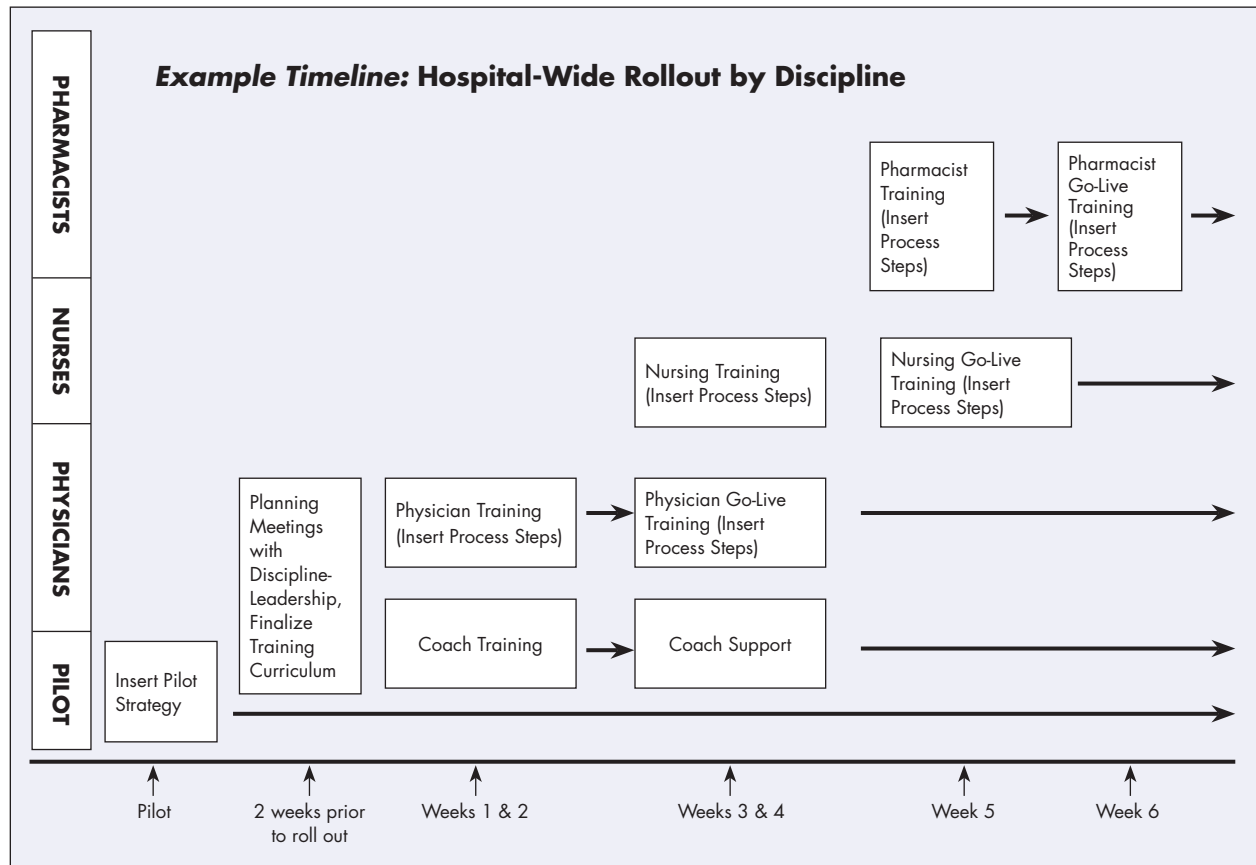 Example Timeline: Hospital-Wide Rollout by Discipline
PHARMACISTS
Pharmacist
Training
(Insert
Process
Steps)
Pharmacist
Go-Live
Training
(Insert
Process
Steps)
NURSES
Nursing Training
(Insert Process Steps)
Nursing Go-Live
Training (Insert
Process Steps)
PHYSICIANS
Planning
Meetings
with
Discipline-
Leadership,
Finalize
Training
Curriculum
Physician Training
(Insert Process Steps)
Physician Go-Live
Training (Insert
Process Steps)
Coach Training
Coach Support
PILOT
Insert Pilot
Strategy
Pilot
2 weeks prior
to roll out
Weeks 1 & 2
Weeks 3 & 4
Week 5
Week 6